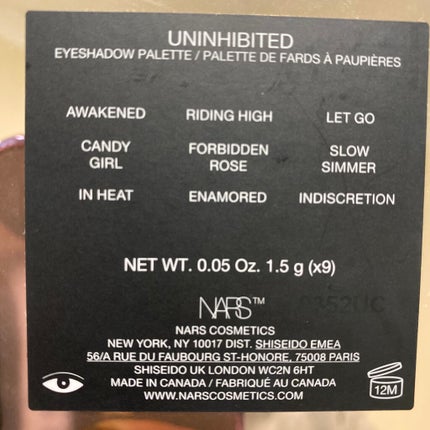 UNINHIBITED
EYESHADOW PALETTE / PALETTE DE FARDS À PAUPIÈRES
AWAKENED RIDING HIGH LET GO
CANDY GIRL FORBIDDEN ROSE SLOW SIMMER
IN HEAT ENAMORED INDISCRETION
NET WT. 0.05 Oz. 1.5 g (x9)
NARS™
NARS COSMETICS
NEW YORK, NY 10017 DIST. SHISEIDO EMEA
56/A RUE DU FAUBOURG ST-HONORE, 75008 PARIS
SHISEIDO UK LONDON WC2N 6HT
MADE IN CANADA / FABRIQUÉ AU CANADA
WWW.NARSCOSMETICS.COM
12M